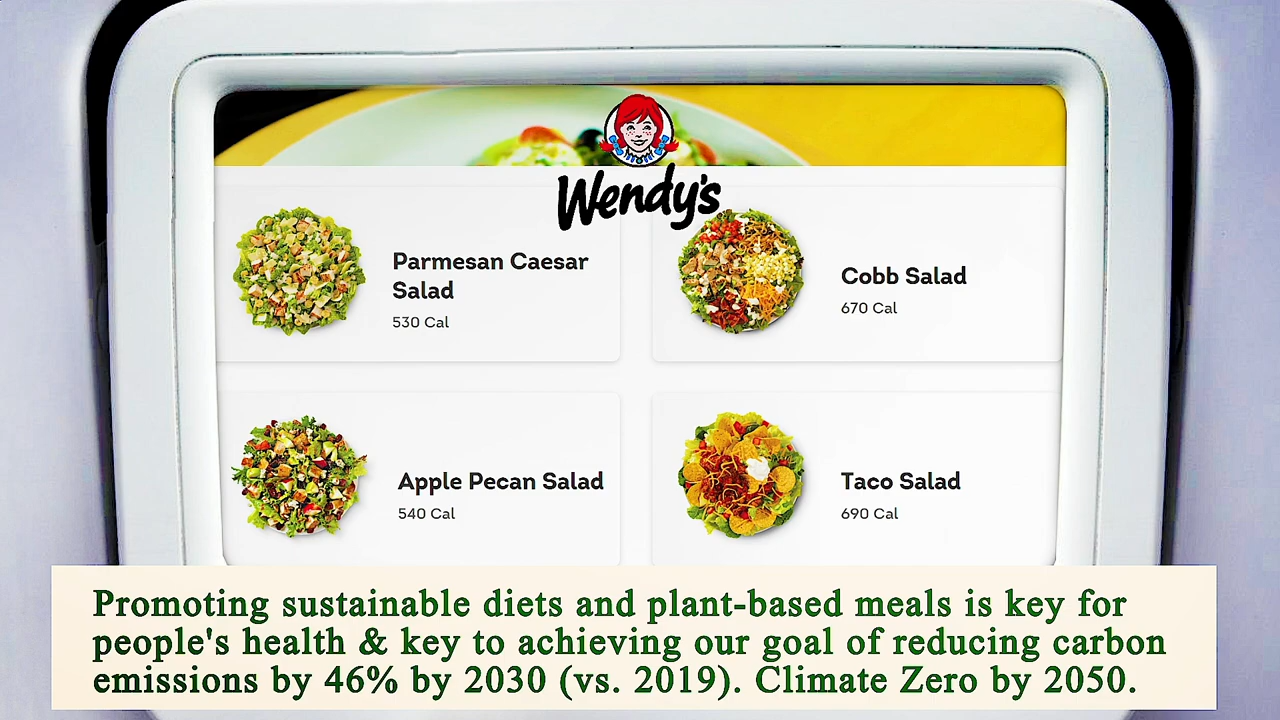 Wendy's
Parmesan Caesar
Salad
530 Cal
Cobb Salad
670 Cal
Apple Pecan Salad
540 Cal
Taco Salad
690 Cal
Promoting sustainable diets and plant-based meals is key for
people's health & key to achieving our goal of reducing carbon
emissions by 46% by 2030 (vs. 2019). Climate Zero by 2050.